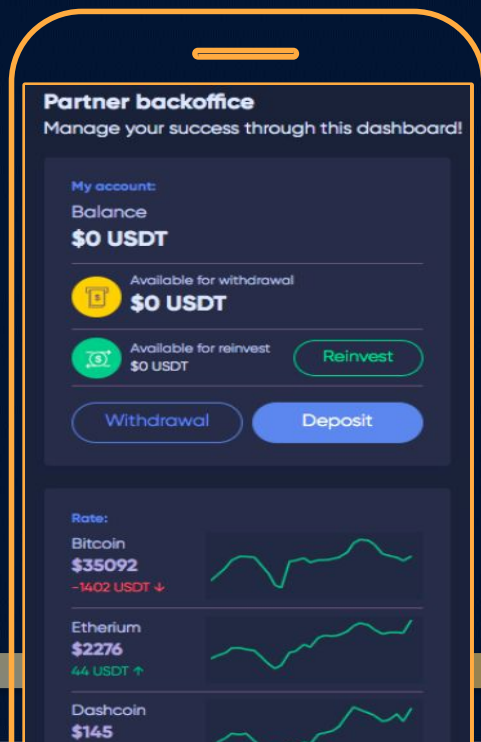 Partner backoffice
Manage your success through this dashboard!
My account:
Balance
$0 USDT
Available for withdrawal
$0 USDT
Available for reinvest
$0 USDT
Reinvest
Withdrawal
Deposit
Rate:
Bitcoin
$35092
-1402 USDT ↓
Etherium
$2276
44 USDT ↑
Dashcoin
$145